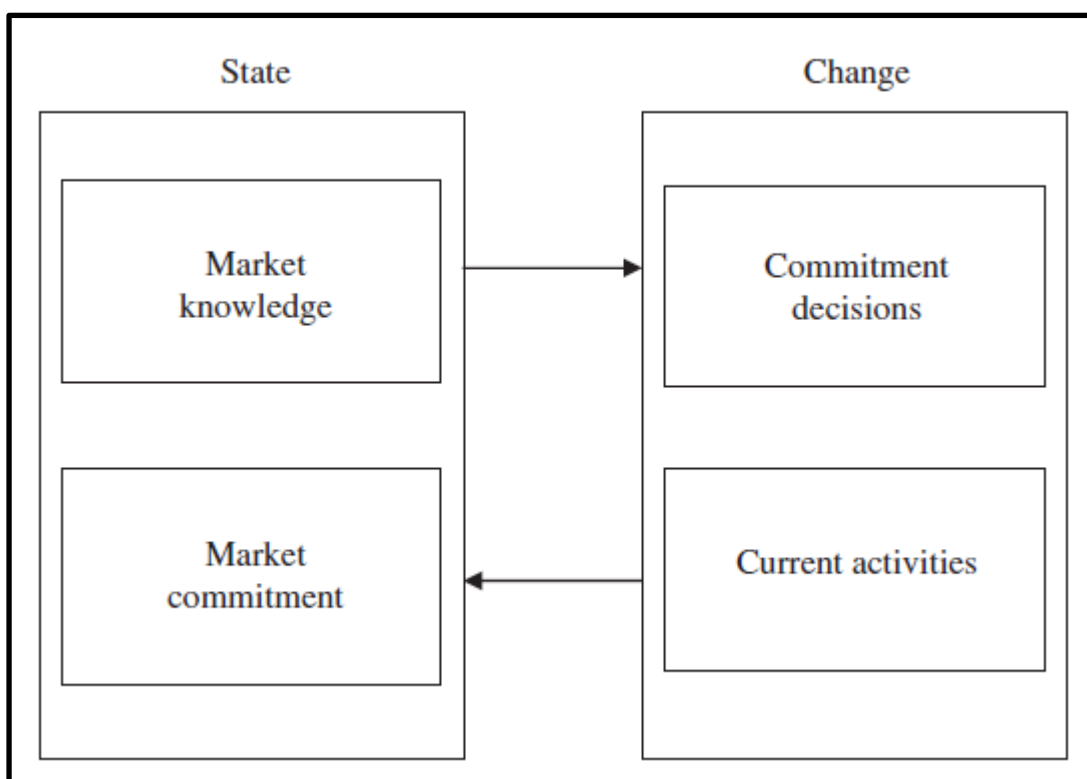 State
Change
Market
knowledge
Commitment
decisions
Market
commitment
Current activities